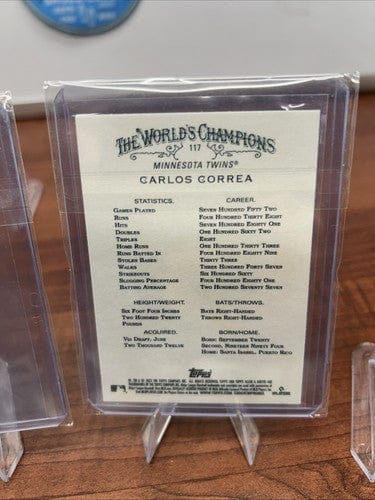 THE WORLD'S CHAMPIONS
117
MINNESOTA TWINS®
CARLOS CORREA
STATISTICS. CAREER.
GAMES PLAYED SEVEN HUNDRED FIFTY TWO
RUNS FOUR HUNDRED THIRTY EIGHT
HITS SEVEN HUNDRED EIGHTY ONE
DOUBLES ONE HUNDRED SIXTY TWO
TRIPLES EIGHT
HOME RUNS ONE HUNDRED THIRTY THREE
RUNS BATTED IN FOUR HUNDRED EIGHTY NINE
STOLEN BASES THIRTY THREE
WALKS THREE HUNDRED FORTY SEVEN
STRIKEOUTS SIX HUNDRED SIX
SLUGGING PERCENTAGE FOUR HUNDRED EIGHTY ONE
BATTING AVERAGE TWO HUNDRED SEVENTY SEVEN
HEIGHT/WEIGHT. BATS/THROWS.
SIX FOOT FOUR INCHES BATS RIGHT-HANDED
TWO HUNDRED TWENTY THROWS RIGHT-HANDED
POUNDS
ACQUIRED. BORN/HOME.
VIA DRAFT, JUNE BORN: SEPTEMBER TWENTY
TWO THOUSAND TWELVE SECOND, NINETEEN NINETY FOUR
HOME: SANTA ISABEL, PUERTO RICO
TOPPS